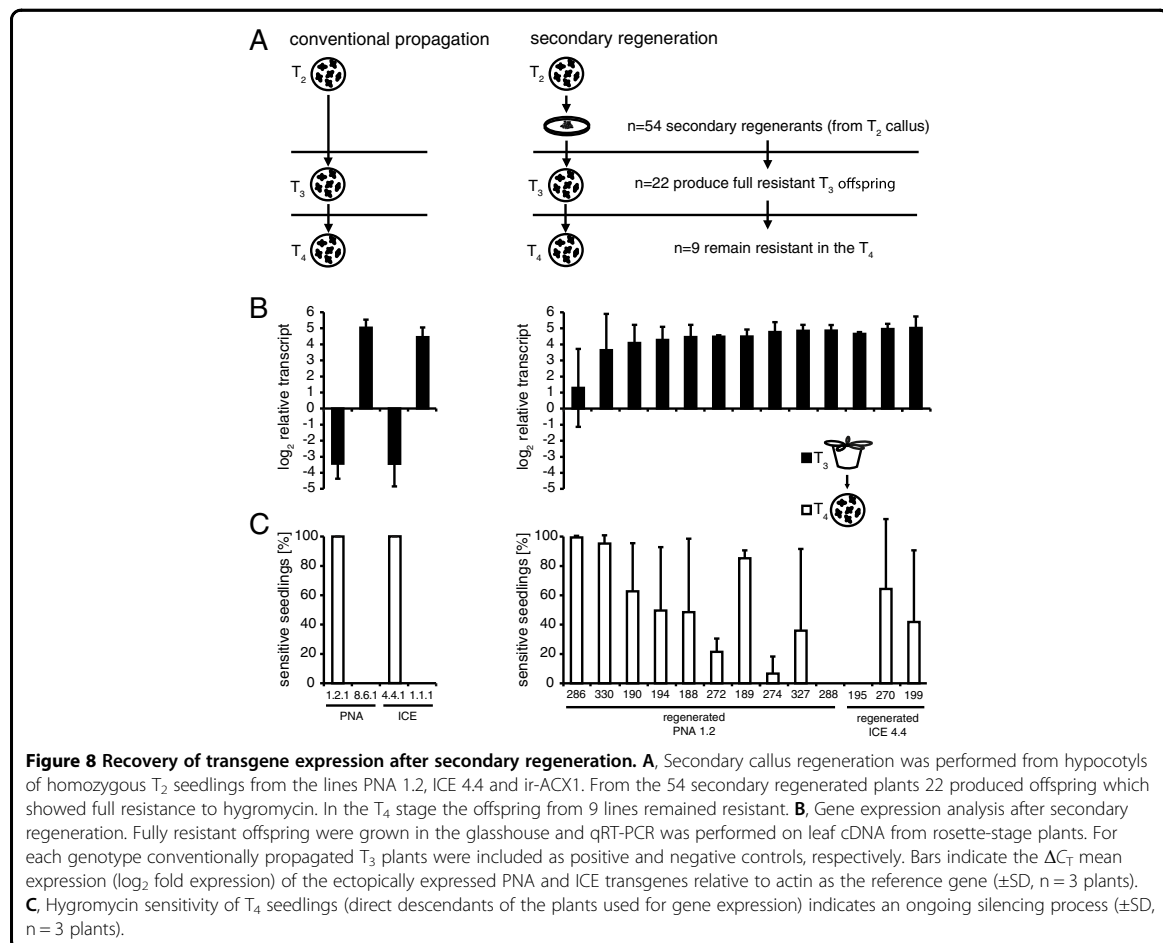 A conventional propagation secondary regeneration
T₂ T₂
n=54 secondary regenerants (from T₂ callus)
T₃ T₃ n=22 produce full resistant T₃ offspring
T₄ T₄ n=9 remain resistant in the T₄
B
log₂ relative transcript
6
5
4
3
2
1
0
-1
-2
-3
-4
-5
log₂ relative transcript
6
5
4
3
2
1
0
-1
-2
-3
-4
-5
T₃
T₄
C
sensitive seedlings [%]
100
80
60
40
20
0
1.2.1 8.6.1 4.4.1 1.1.1
PNA ICE
sensitive seedlings [%]
100
80
60
40
20
0
286 330 190 194 188 272 189 274 327 288 195 270 199
regenerated PNA 1.2
regenerated ICE 4.4
Figure 8 Recovery of transgene expression after secondary regeneration. A, Secondary callus regeneration was performed from hypocotyls
of homozygous T₂ seedlings from the lines PNA 1.2, ICE 4.4 and ir-ACX1. From the 54 secondary regenerated plants 22 produced offspring which
showed full resistance to hygromycin. In the T₄ stage the offspring from 9 lines remained resistant. B, Gene expression analysis after secondary
regeneration. Fully resistant offspring were grown in the glasshouse and qRT-PCR was performed on leaf cDNA from rosette-stage plants. For
each genotype conventionally propagated T₃ plants were included as positive and negative controls, respectively. Bars indicate the ΔCT mean
expression (log₂ fold expression) of the ectopically expressed PNA and ICE transgenes relative to actin as the reference gene (±SD, n = 3 plants).
C, Hygromycin sensitivity of T₄ seedlings (direct descendants of the plants used for gene expression) indicates an ongoing silencing process (±SD,
n = 3 plants).